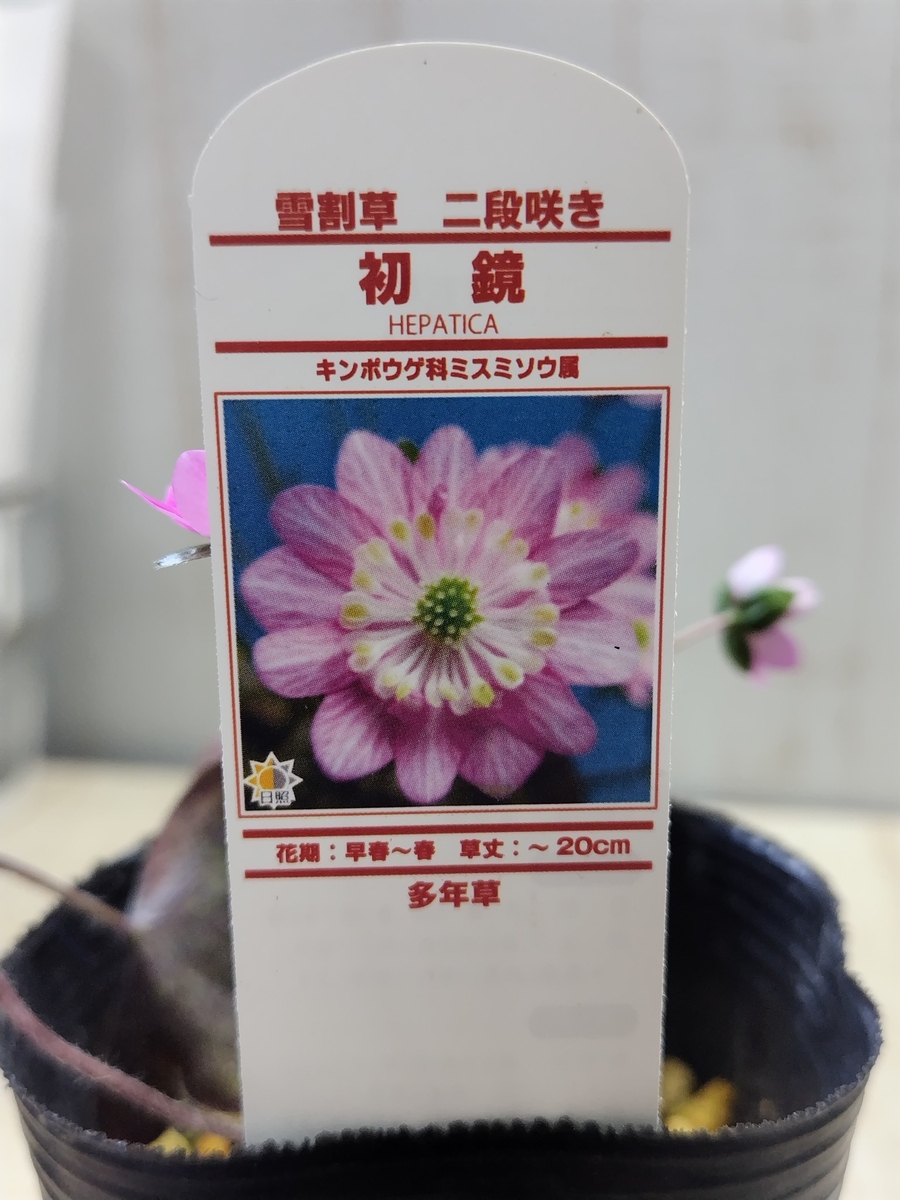 雪割草　二段咲き
初　鏡
HEPATICA
キンポウゲ科ミスミソウ属
日照
花期：早春～春　草丈：～20cm
多年草